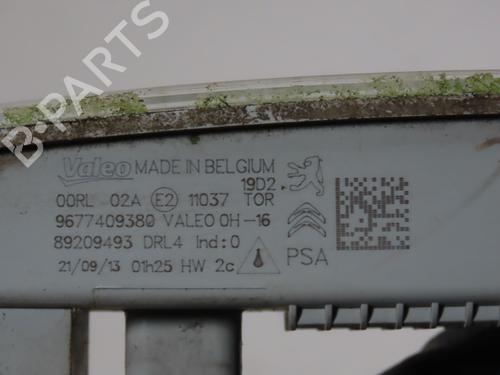 B-PARTS
Valeo MADE IN BELGIUM
19D2
00RL 02A E2 11037 TOR
9677409380 VALEO 0H-16
89209493 DRL4 Ind:0
21/09/13 01h25 HW 2c
PSA
B-PARTS